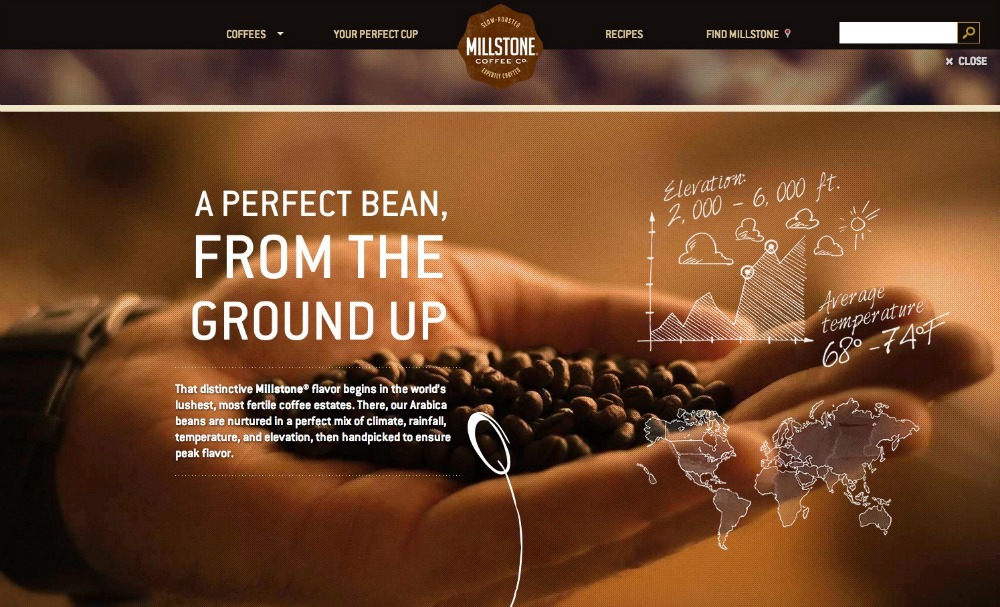 COFFEES
YOUR PERFECT CUP
SLOW-ROASTED
MILLSTONE®
COFFEE CO.
EXPERTLY CRAFTED
RECIPES
FIND MILLSTONE
× CLOSE
A PERFECT BEAN,
FROM THE
GROUND UP
That distinctive Millstone® flavor begins in the world's
lushest, most fertile coffee estates. There, our Arabica
beans are nurtured in a perfect mix of climate, rainfall,
temperature, and elevation, then handpicked to ensure
peak flavor.
Elevation:
2,000 - 6,000 ft.
Average
temperature
68° - 74°F